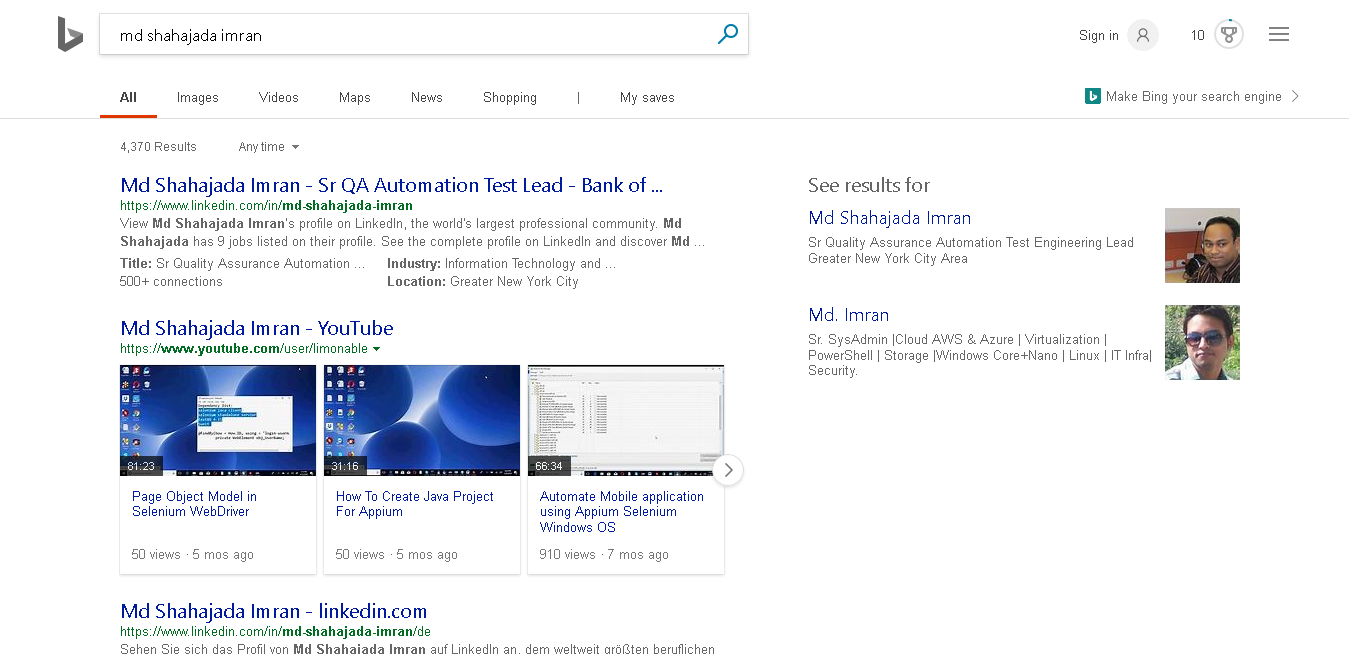 md shahajada imran
Sign in
10
All Images Videos Maps News Shopping | My saves
Make Bing your search engine
4,370 Results Any time
Md Shahajada Imran - Sr QA Automation Test Lead - Bank of ...
https://www.linkedin.com/in/md-shahajada-imran
View Md Shahajada Imran's profile on LinkedIn, the world's largest professional community. Md
Shahajada has 9 jobs listed on their profile. See the complete profile on LinkedIn and discover Md ...
Title: Sr Quality Assurance Automation ... Industry: Information Technology and ...
500+ connections Location: Greater New York City
Md Shahajada Imran - YouTube
https://www.youtube.com/user/limonable
81:23
Page Object Model in
Selenium WebDriver
50 views · 5 mos ago
31:16
How To Create Java Project
For Appium
50 views · 5 mos ago
66:34
Automate Mobile application
using Appium Selenium
Windows OS
910 views · 7 mos ago
Md Shahajada Imran - linkedin.com
https://www.linkedin.com/in/md-shahajada-imran/de
Sehen Sie sich das Profil von Md Shahajada Imran auf LinkedIn an, dem weltweit größten beruflichen
See results for
Md Shahajada Imran
Sr Quality Assurance Automation Test Engineering Lead
Greater New York City Area
Md. Imran
Sr. SysAdmin |Cloud AWS & Azure | Virtualization |
PowerShell | Storage |Windows Core+Nano | Linux | IT Infra|
Security.